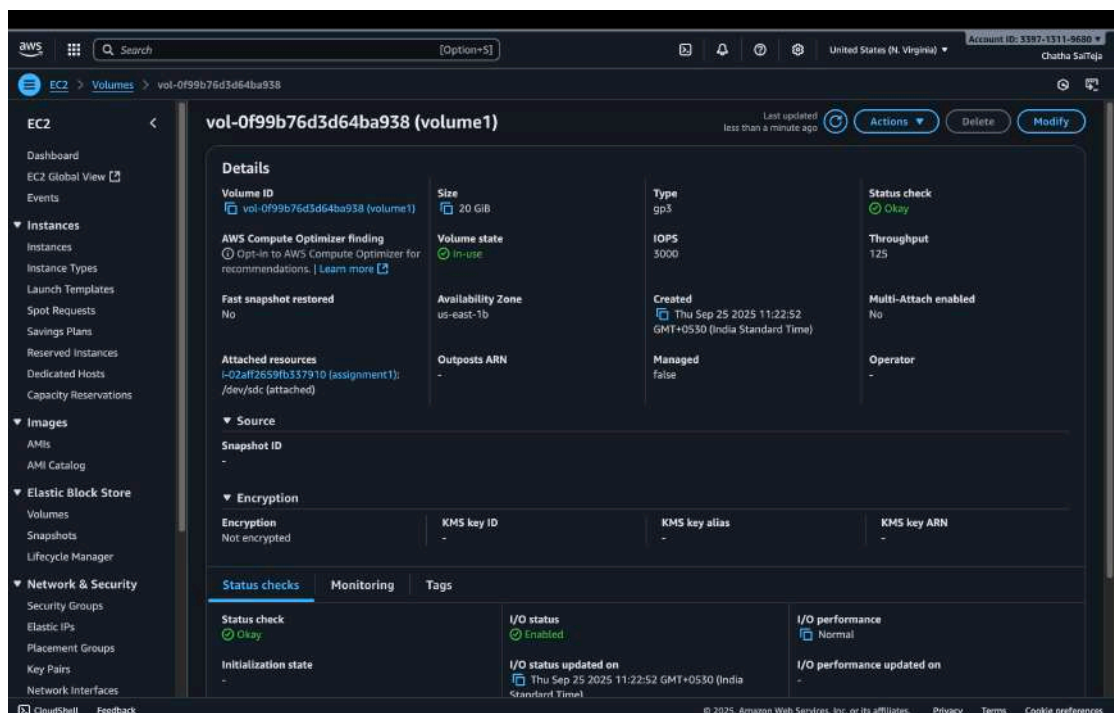 aws
Search
[Option+S]
United States (N. Virginia)
Account ID: 3397-1311-9680
Chatha SaiTeja
EC2 > Volumes > vol-0f99b76d3d64ba938
EC2
Dashboard
EC2 Global View
Events
Instances
Instances
Instance Types
Launch Templates
Spot Requests
Savings Plans
Reserved Instances
Dedicated Hosts
Capacity Reservations
Images
AMIs
AMI Catalog
Elastic Block Store
Volumes
Snapshots
Lifecycle Manager
Network & Security
Security Groups
Elastic IPs
Placement Groups
Key Pairs
Network Interfaces
vol-0f99b76d3d64ba938 (volume1)
Last updated
less than a minute ago
Actions
Delete
Modify
Details
Volume ID
vol-0f99b76d3d64ba938 (volume1)
Size
20 GiB
Type
gp3
Status check
Okay
AWS Compute Optimizer finding
Opt-in to AWS Compute Optimizer for
recommendations. | Learn more
Volume state
In-use
IOPS
3000
Throughput
125
Fast snapshot restored
No
Availability Zone
us-east-1b
Created
Thu Sep 25 2025 11:22:52
GMT+0530 (India Standard Time)
Multi-Attach enabled
No
Attached resources
i-02aff2659fb337910 (assignment1):
/dev/sdc (attached)
Outposts ARN
-
Managed
false
Operator
-
Source
Snapshot ID
-
Encryption
Encryption
Not encrypted
KMS key ID
-
KMS key alias
-
KMS key ARN
-
Status checks
Monitoring
Tags
Status check
Okay
I/O status
Enabled
I/O performance
Normal
Initialization state
-
I/O status updated on
Thu Sep 25 2025 11:22:52 GMT+0530 (India
Standard Time)
I/O performance updated on
-
CloudShell
Feedback
© 2025, Amazon Web Services, Inc. or its affiliates.
Privacy
Terms
Cookie preferences